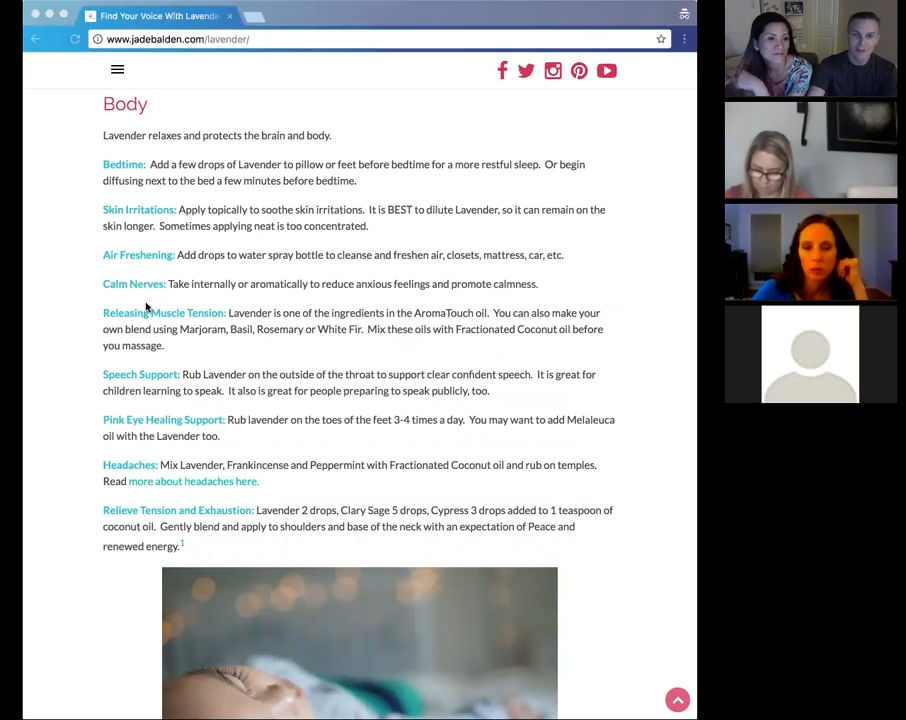 Find Your Voice With Lavende
www.jadebalden.com/lavender/
Body
Lavender relaxes and protects the brain and body.
Bedtime: Add a few drops of Lavender to pillow or feet before bedtime for a more restful sleep. Or begin
diffusing next to the bed a few minutes before bedtime.
Skin Irritations: Apply topically to soothe skin irritations. It is BEST to dilute Lavender, so it can remain on the
skin longer. Sometimes applying neat is too concentrated.
Air Freshening: Add drops to water spray bottle to cleanse and freshen air, closets, mattress, car, etc.
Calm Nerves: Take internally or aromatically to reduce anxious feelings and promote calmness.
Releasing Muscle Tension: Lavender is one of the ingredients in the AromaTouch oil. You can also make your
own blend using Marjoram, Basil, Rosemary or White Fir. Mix these oils with Fractionated Coconut oil before
you massage.
Speech Support: Rub Lavender on the outside of the throat to support clear confident speech. It is great for
children learning to speak. It also is great for people preparing to speak publicly, too.
Pink Eye Healing Support: Rub lavender on the toes of the feet 3-4 times a day. You may want to add Melaleuca
oil with the Lavender too.
Headaches: Mix Lavender, Frankincense and Peppermint with Fractionated Coconut oil and rub on temples.
Read more about headaches here.
Relieve Tension and Exhaustion: Lavender 2 drops, Clary Sage 5 drops, Cypress 3 drops added to 1 teaspoon of
coconut oil. Gently blend and apply to shoulders and base of the neck with an expectation of Peace and
renewed energy.1